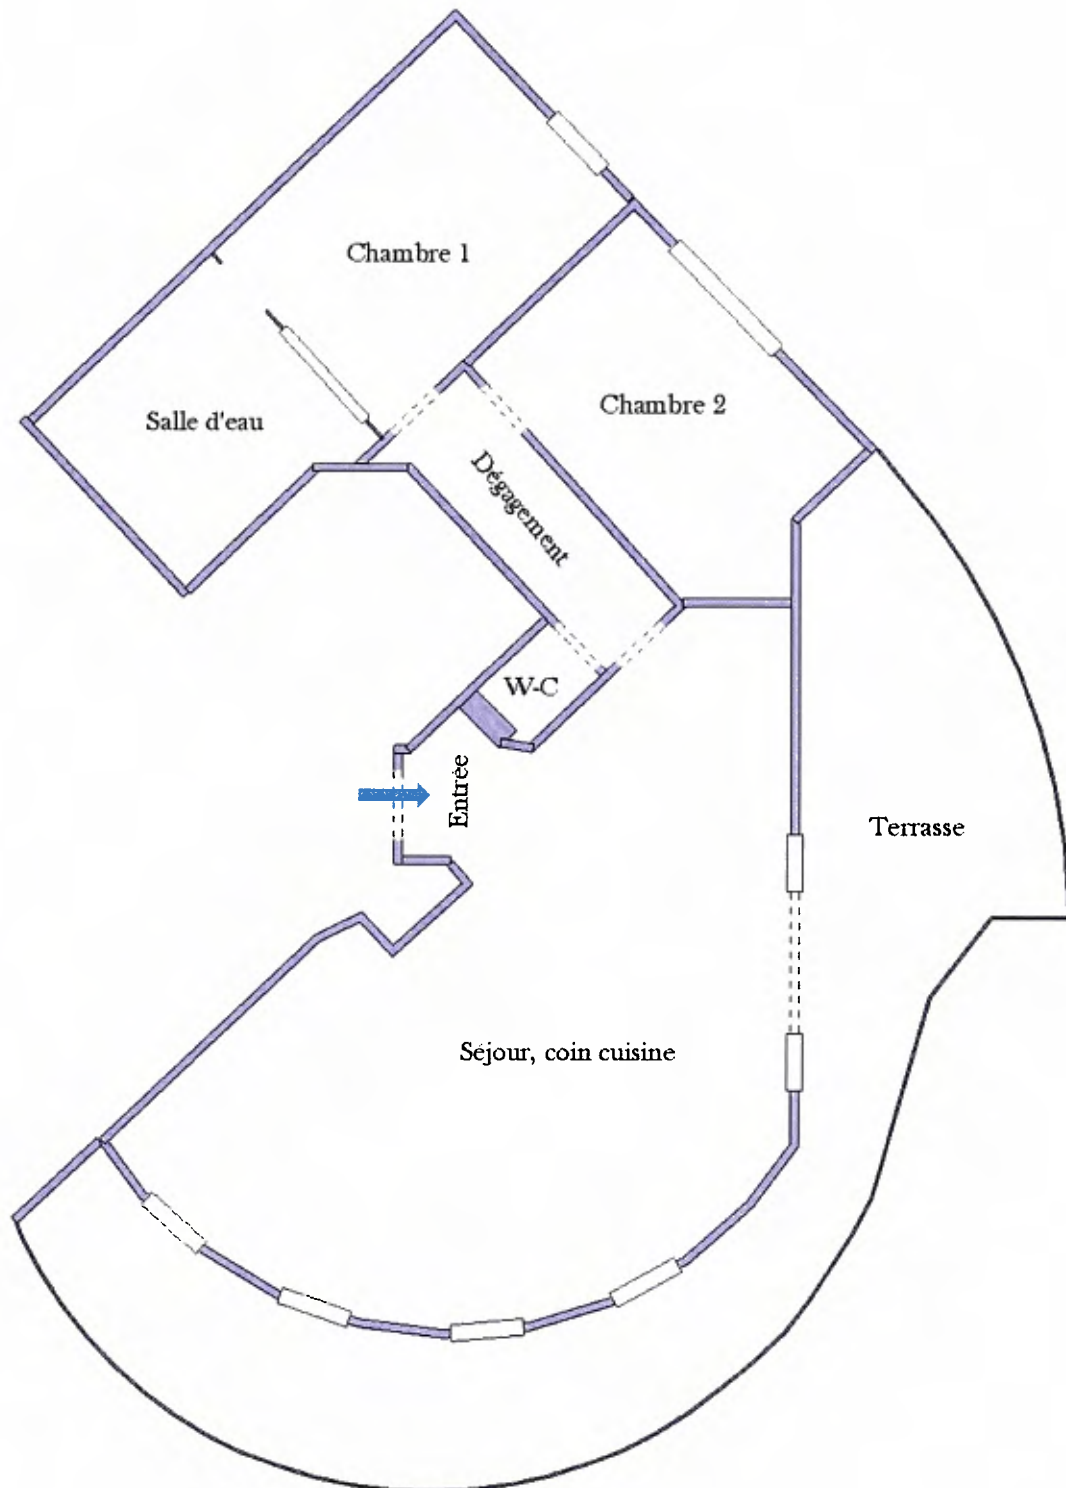 Chambre 1
Salle d'eau
Chambre 2
Dégagement
W-C
Entrée
Terrasse
Séjour, coin cuisine